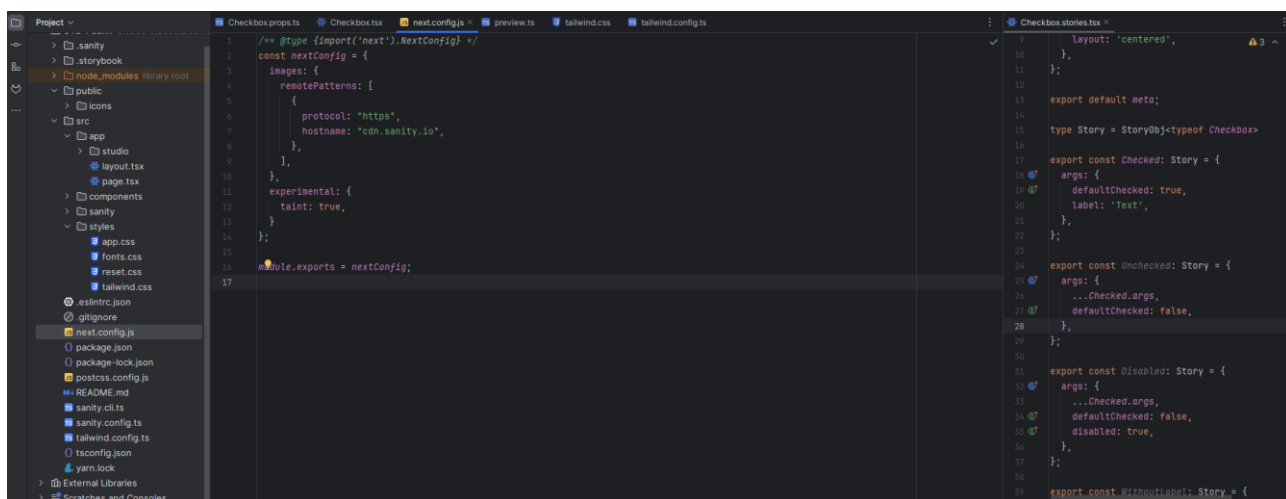 Project
Checkbox.props.ts
Checkbox.tsx
next.config.js
preview.ts
tailwind.css
tailwind.config.ts
Checkbox.stories.tsx
.sanity
.storybook
node_modules library root
public
icons
src
app
studio
layout.tsx
page.tsx
components
sanity
styles
app.css
fonts.css
reset.css
tailwind.css
.eslintrc.json
.gitignore
next.config.js
package.json
package-lock.json
postcss.config.js
README.md
sanity.cli.ts
sanity.config.ts
tailwind.config.ts
tsconfig.json
yarn.lock
External Libraries
Scratches and Consoles
1 /** @type {import('next').NextConfig} */
2 const nextConfig = {
3 images: {
4 remotePatterns: [
5 {
6 protocol: "https",
7 hostname: "cdn.sanity.io",
8 },
9 ],
10 },
11 experimental: {
12 taint: true,
13 }
14 };
15
16 module.exports = nextConfig;
17
3
9 layout: 'centered',
10 },
11 };
12
13 export default meta;
14
15 type Story = StoryObj<typeof Checkbox>
16
17 export const Checked: Story = {
18 args: {
19 defaultChecked: true,
20 label: 'Text',
21 },
22 };
23
24 export const Unchecked: Story = {
25 args: {
26 ...Checked.args,
27 defaultChecked: false,
28 },
29 };
30
31 export const Disabled: Story = {
32 args: {
33 ...Checked.args,
34 defaultChecked: false,
35 disabled: true,
36 },
37 };
38
39 export const WithoutLabel: Story = {